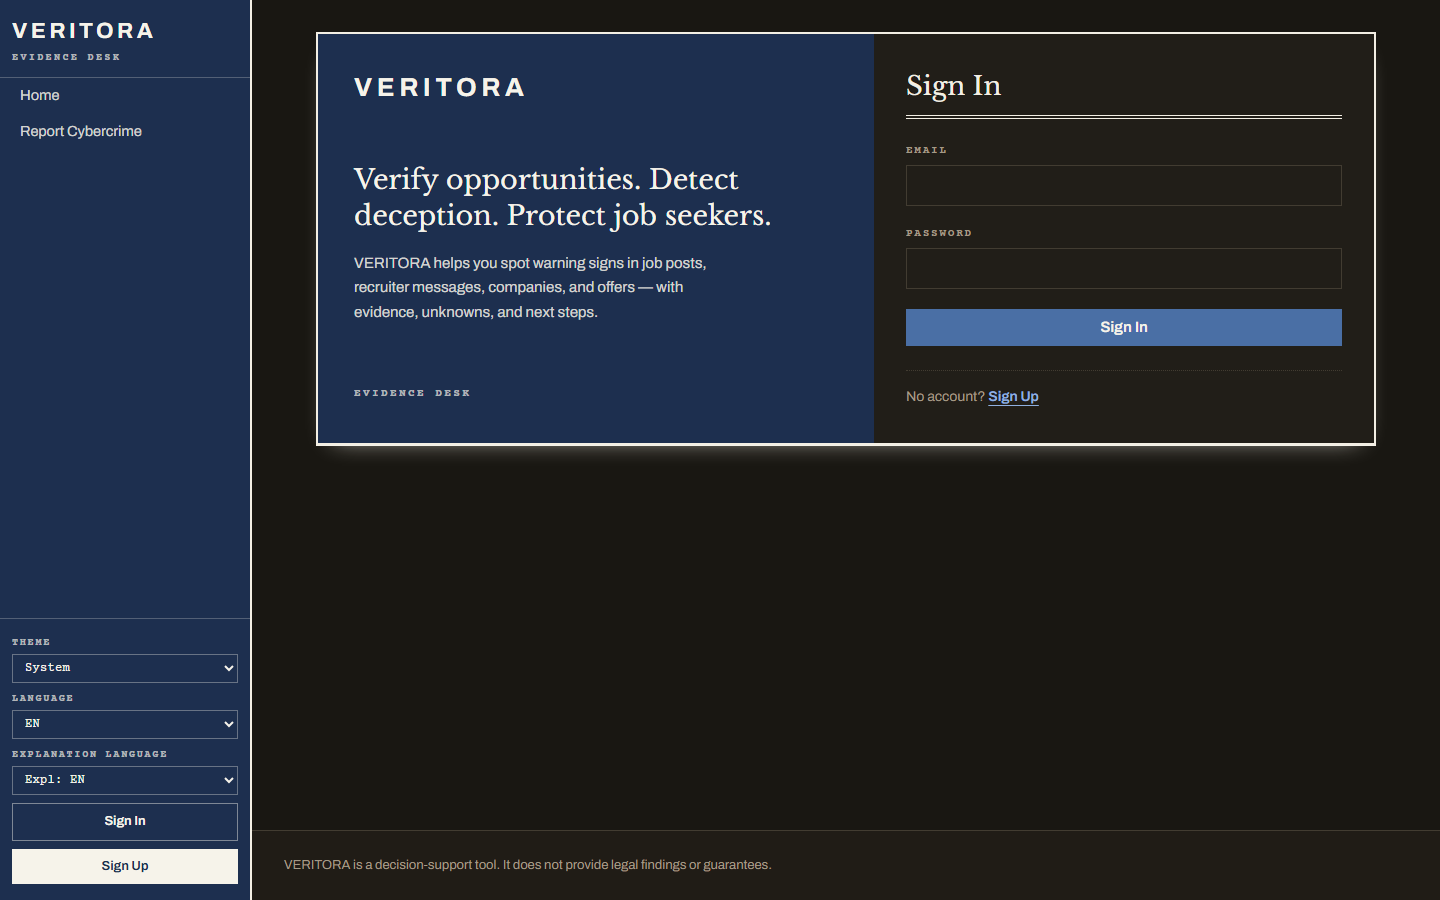 VERITORA
EVIDENCE DESK
Home
Report Cybercrime
THEME
System
LANGUAGE
EN
EXPLANATION LANGUAGE
Expl: EN
Sign In
Sign Up
VERITORA
Verify opportunities. Detect
deception. Protect job seekers.
VERITORA helps you spot warning signs in job posts,
recruiter messages, companies, and offers — with
evidence, unknowns, and next steps.
EVIDENCE DESK
Sign In
EMAIL
PASSWORD
Sign In
No account? Sign Up
VERITORA is a decision-support tool. It does not provide legal findings or guarantees.